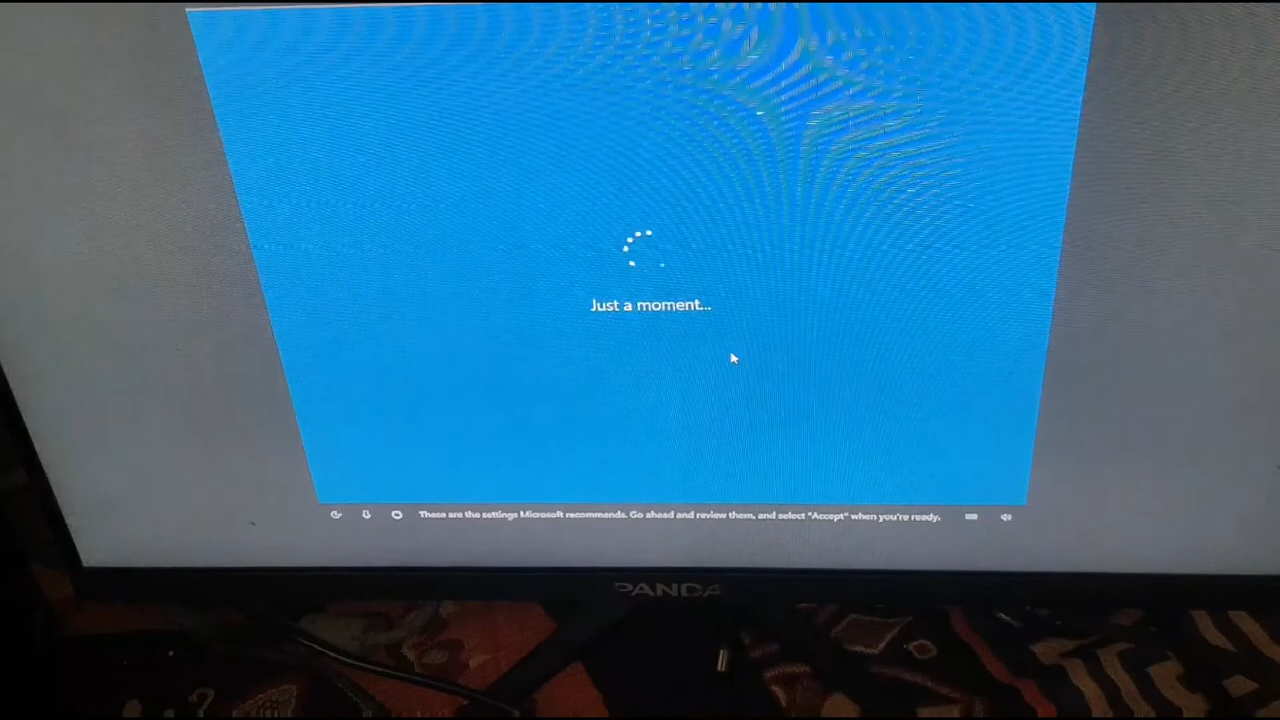 Just a moment...
These are the settings Microsoft recommends. Go ahead and review them, and select "Accept" when you're ready.
PANDA